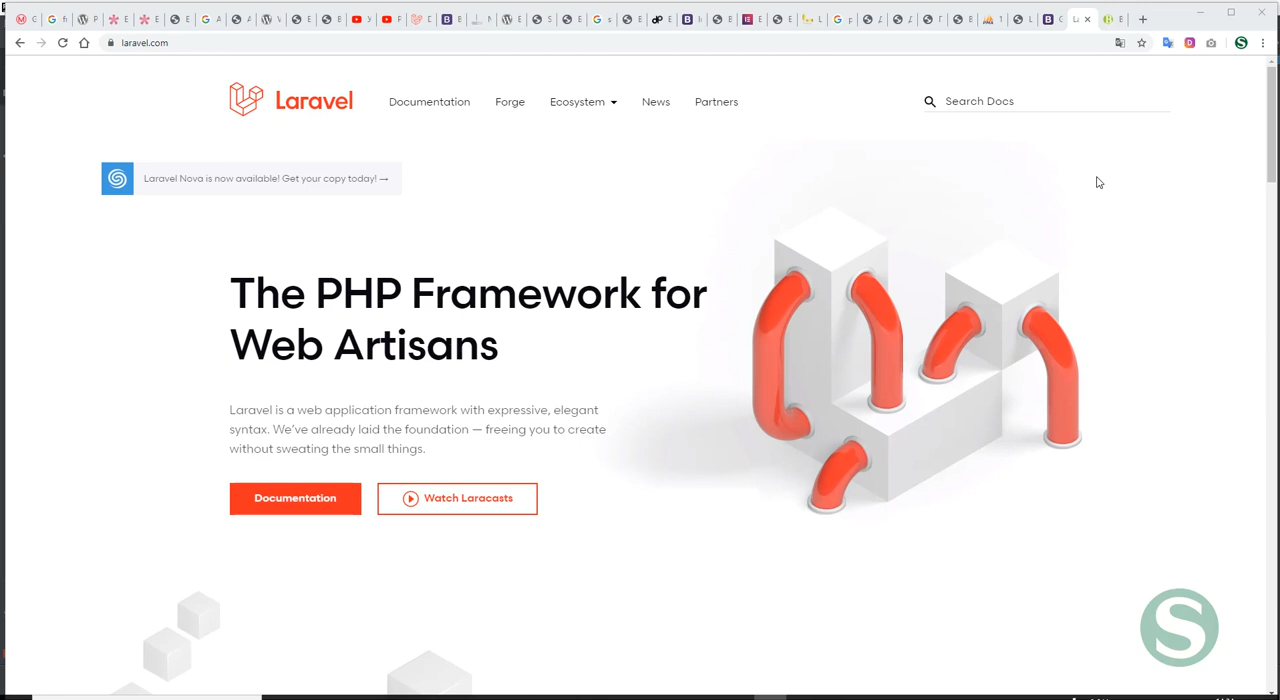 laravel.com
Laravel
Documentation
Forge
Ecosystem
News
Partners
Search Docs
Laravel Nova is now available! Get your copy today! →
The PHP Framework for
Web Artisans
Laravel is a web application framework with expressive, elegant
syntax. We've already laid the foundation — freeing you to create
without sweating the small things.
Documentation
Watch Laracasts
S